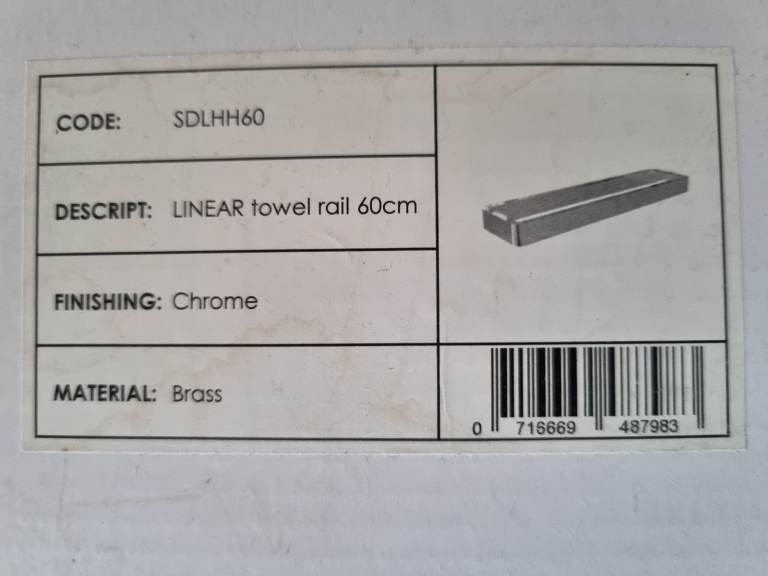 CODE: SDLHH60
DESCRIPT: LINEAR towel rail 60cm
FINISHING: Chrome
MATERIAL: Brass
0 716669 487983